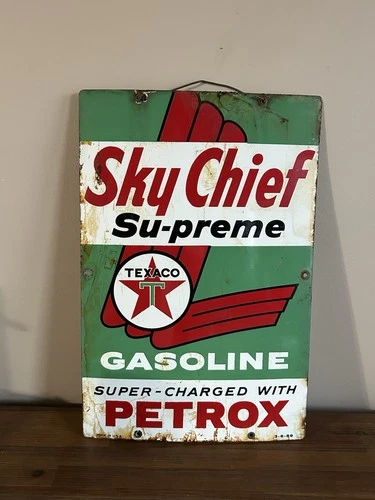 Sky Chief
Su-preme
TEXACO
T
GASOLINE
SUPER-CHARGED WITH
PETROX